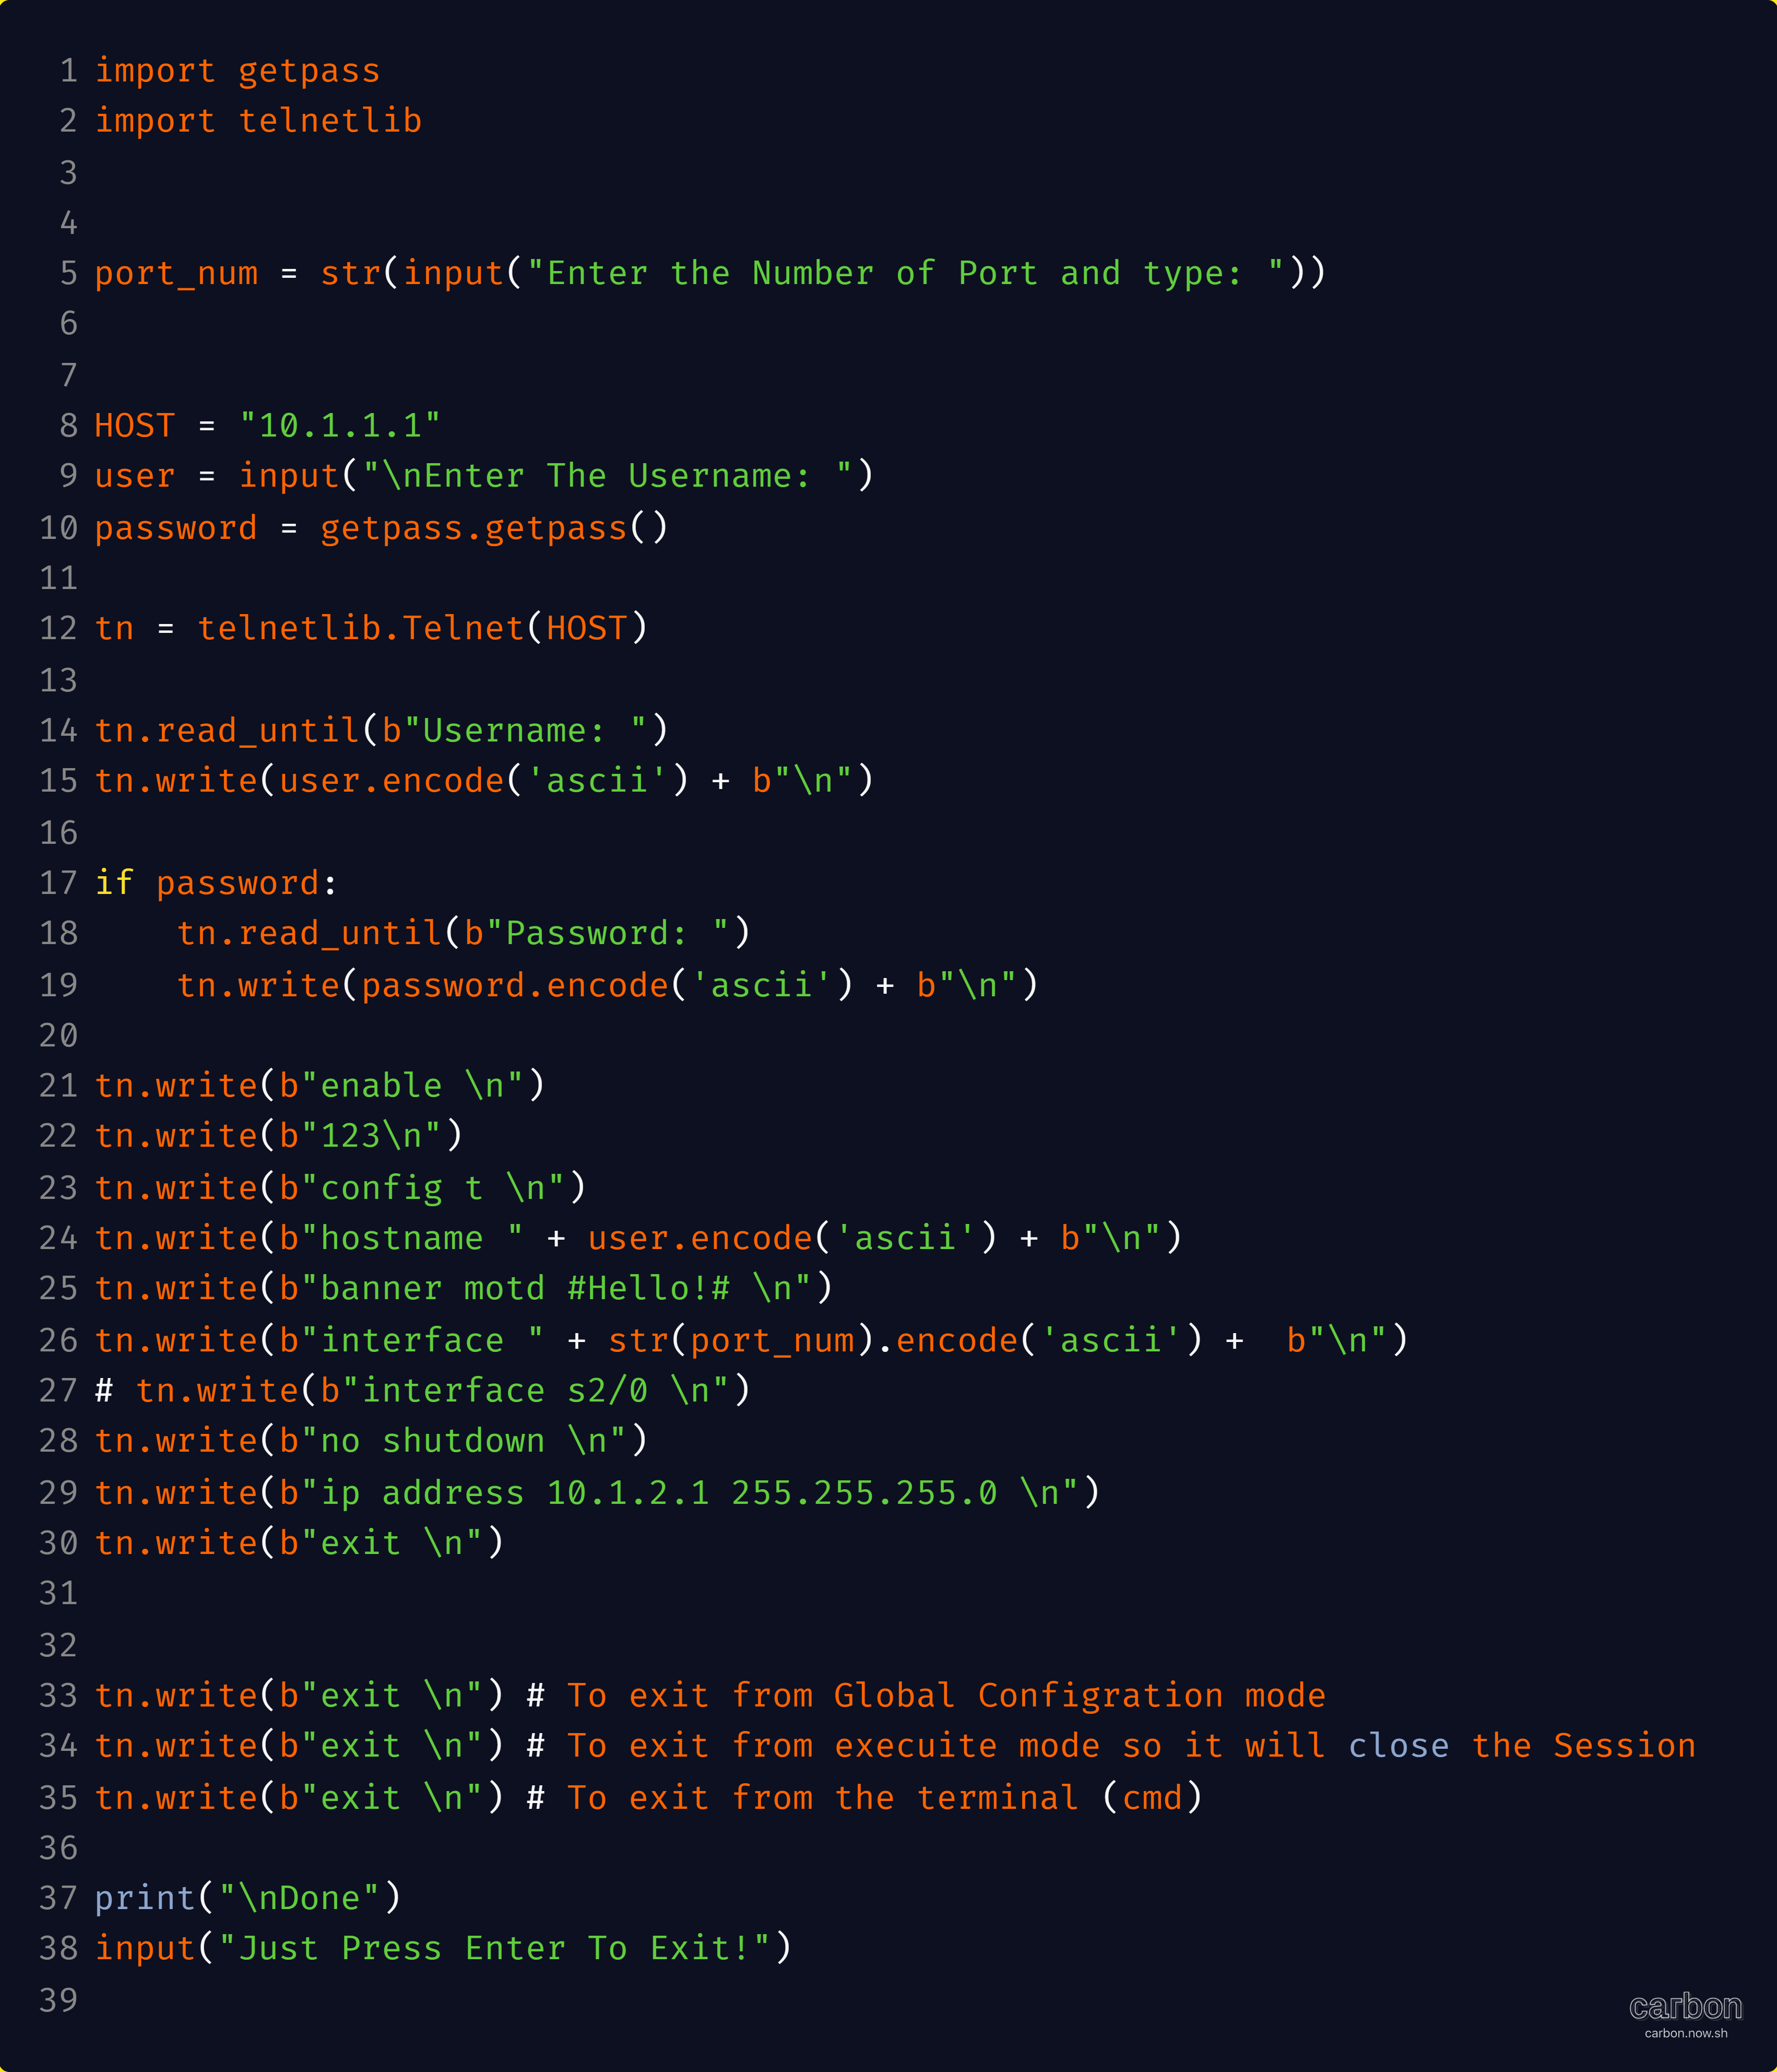 1 import getpass
2 import telnetlib
3
4
5 port_num = str(input("Enter the Number of Port and type: "))
6
7
8 HOST = "10.1.1.1"
9 user = input("\nEnter The Username: ")
10 password = getpass.getpass()
11
12 tn = telnetlib.Telnet(HOST)
13
14 tn.read_until(b"Username: ")
15 tn.write(user.encode('ascii') + b"\n")
16
17 if password:
18     tn.read_until(b"Password: ")
19     tn.write(password.encode('ascii') + b"\n")
20
21 tn.write(b"enable \n")
22 tn.write(b"123\n")
23 tn.write(b"config t \n")
24 tn.write(b"hostname " + user.encode('ascii') + b"\n")
25 tn.write(b"banner motd #Hello!# \n")
26 tn.write(b"interface " + str(port_num).encode('ascii') +  b"\n")
27 # tn.write(b"interface s2/0 \n")
28 tn.write(b"no shutdown \n")
29 tn.write(b"ip address 10.1.2.1 255.255.255.0 \n")
30 tn.write(b"exit \n")
31
32
33 tn.write(b"exit \n") # To exit from Global Configration mode
34 tn.write(b"exit \n") # To exit from execuite mode so it will close the Session
35 tn.write(b"exit \n") # To exit from the terminal (cmd)
36
37 print("\nDone")
38 input("Just Press Enter To Exit!")
39
carbon
carbon.now.sh